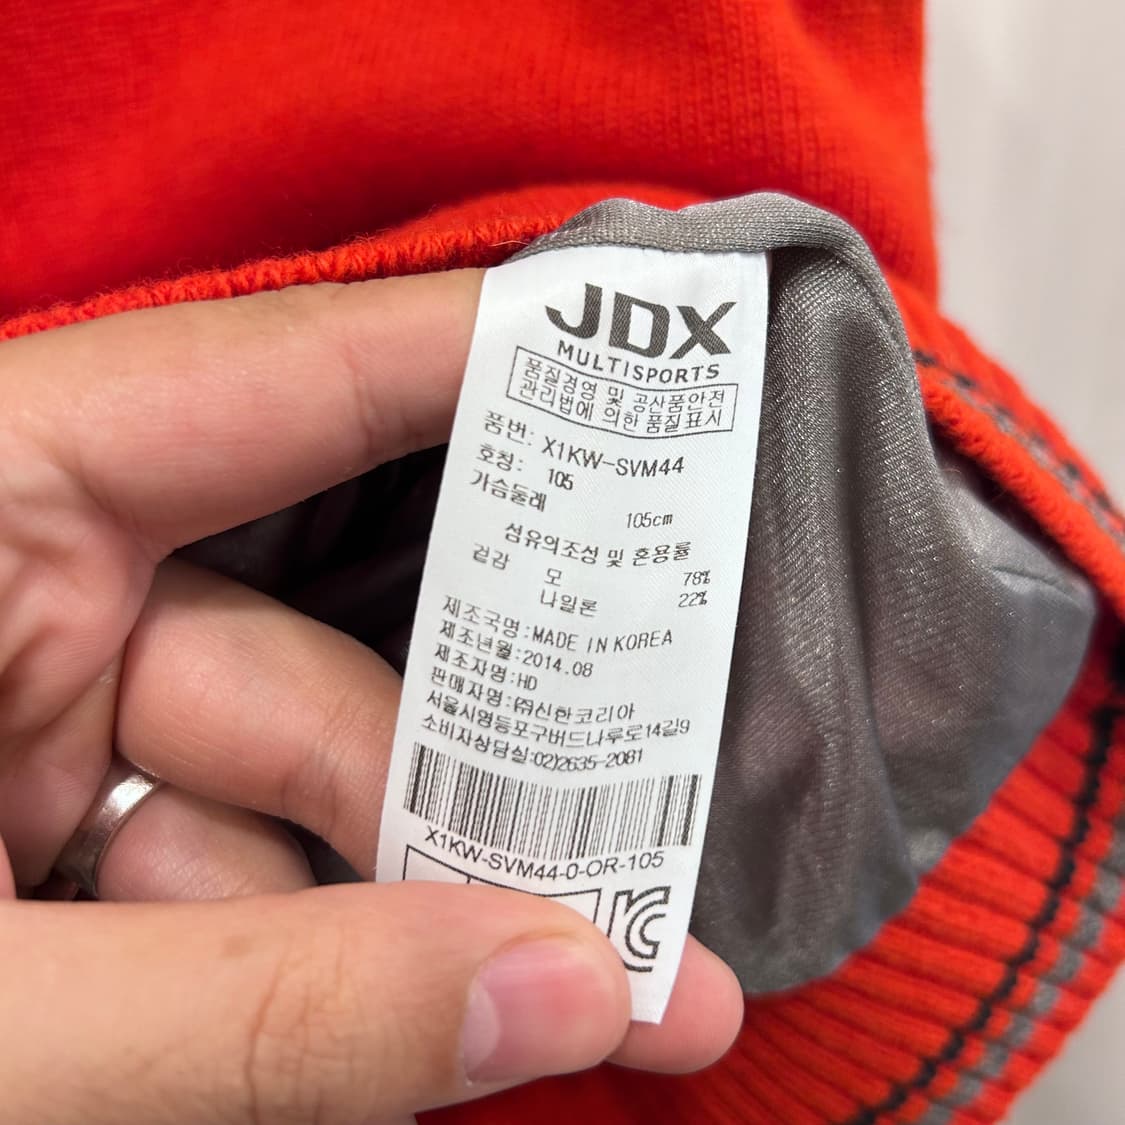 JDX
MULTISPORTS
품질경영 및 공산품안전
관리법에 의한 품질표시
품번: X1KW-SVM44
호칭: 105
가슴둘레
105cm
섬유의조성 및 혼용률
겉감 모 78%
나일론 22%
제조국명:MADE IN KOREA
제조년월:2014.08
제조자명:HD
판매자명:㈜신한코리아
서울시영등포구버드나루로14길9
소비자상담실:02)2635-2081
X1KW-SVM44-0-OR-105